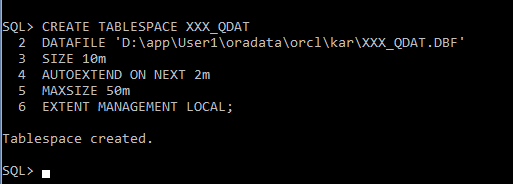 SQL> CREATE TABLESPACE XXX_QDAT
2 DATAFILE 'D:\app\User1\oradata\orcl\kar\XXX_QDAT.DBF'
3 SIZE 10m
4 AUTOEXTEND ON NEXT 2m
5 MAXSIZE 50m
6 EXTENT MANAGEMENT LOCAL;
Tablespace created.
SQL>